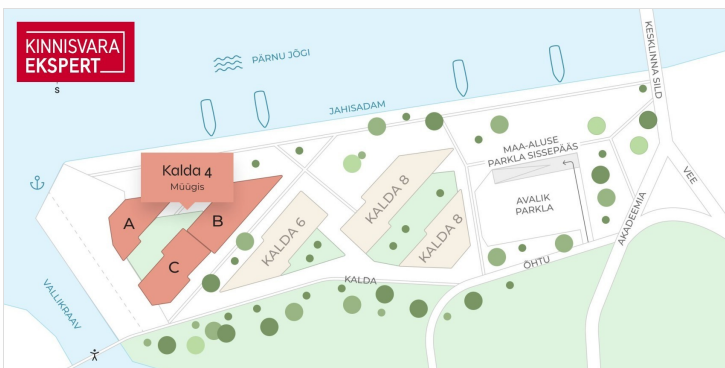 KINNISVARA
EKSPERT
S
PÄRNU JÕGI
JAHISADAM
KESKLINNA SILD
MAA-ALUSE
PARKLA SISSEPÄÄS
AVALIK
PARKLA
VEE
AKADEEMIA
ÕHTU
KALDA
Kalda 4
Müügis
A
B
C
KALDA 6
KALDA 8
KALDA 8
VALLIKRAAV